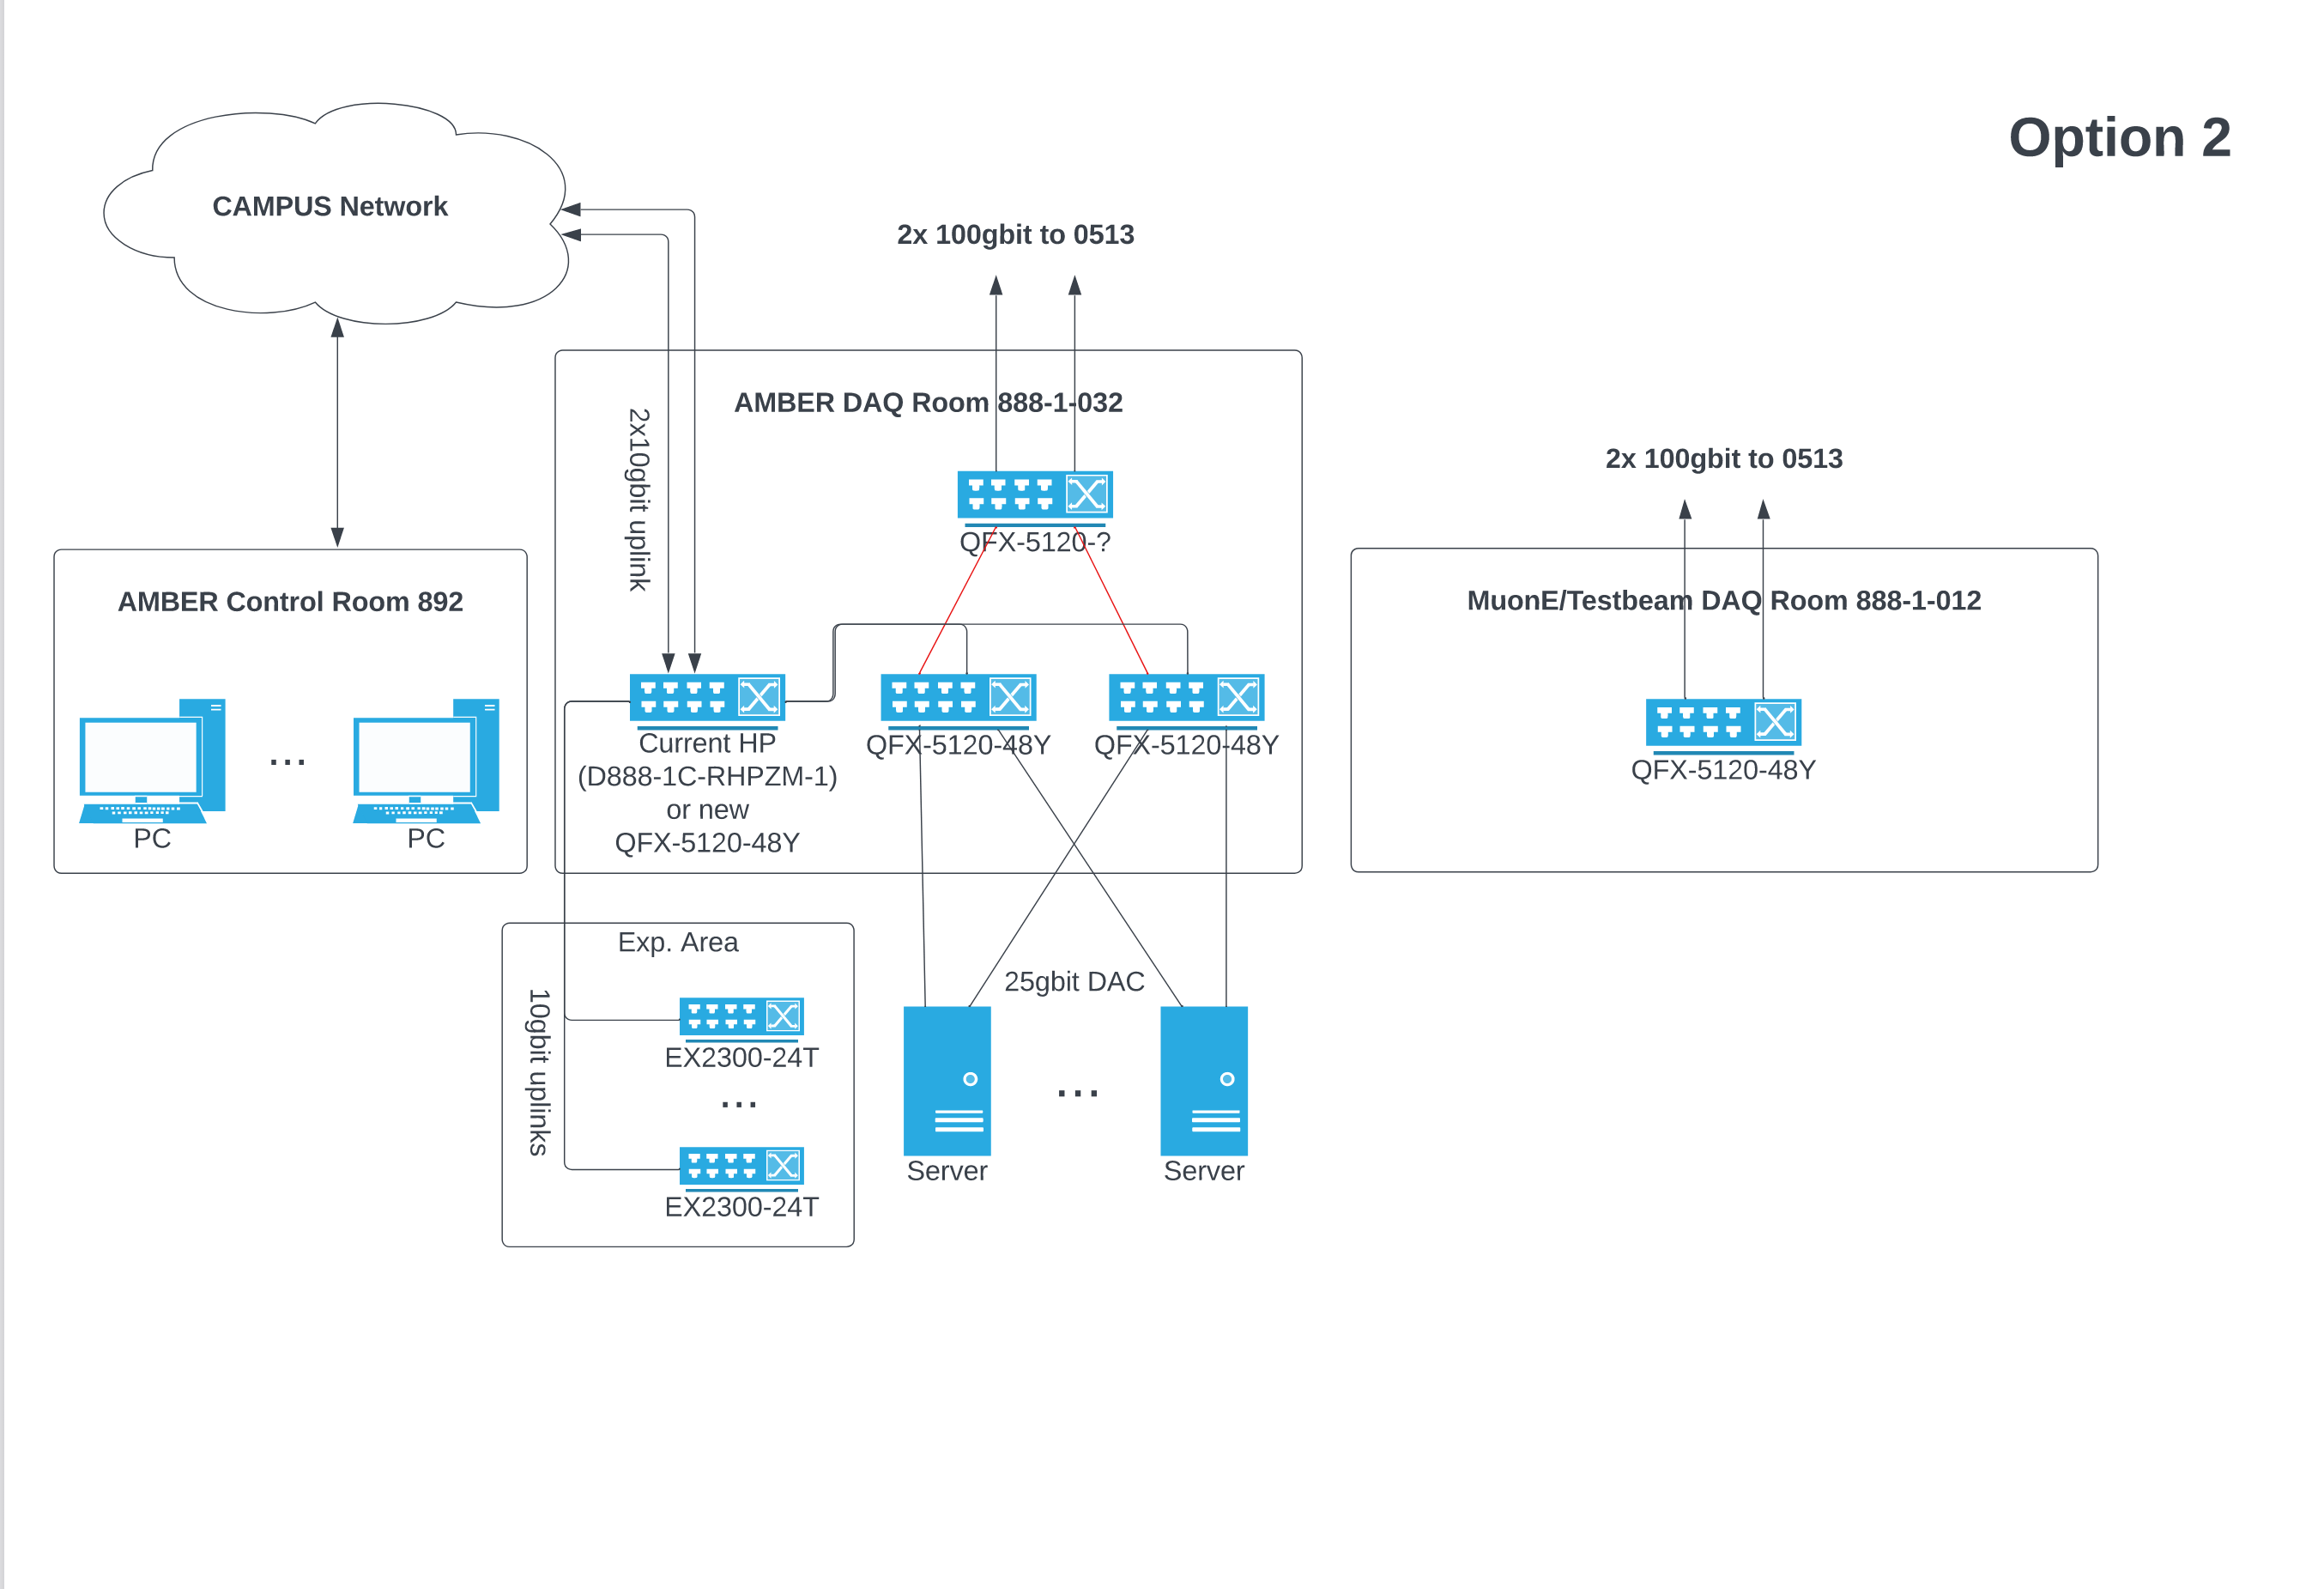 Option 2
CAMPUS Network
2x 100gbit to 0513
2x10gbit uplink
AMBER DAQ Room 888-1-032
QFX-5120-?
2x 100gbit to 0513
AMBER Control Room 892
MuonE/Testbeam DAQ Room 888-1-012
...
PC
PC
Current HP
(D888-1C-RHPZM-1)
or new
QFX-5120-48Y
QFX-5120-48Y
QFX-5120-48Y
QFX-5120-48Y
Exp. Area
10gbit uplinks
EX2300-24T
...
EX2300-24T
25gbit DAC
...
Server
Server